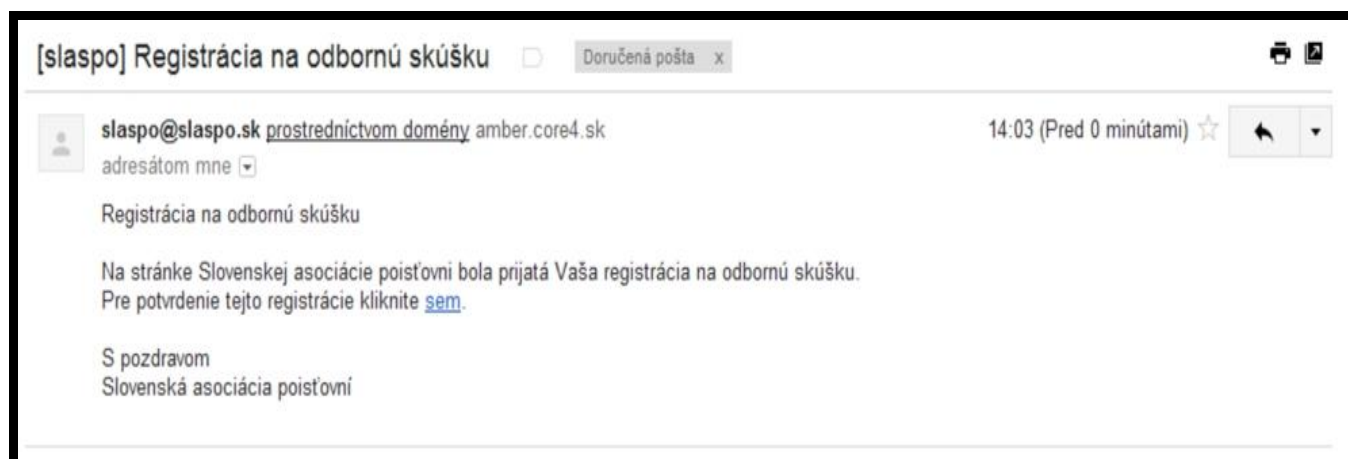 [slaspo] Registrácia na odbornú skúšku
Doručená pošta x
slaspo@slaspo.sk prostredníctvom domény amber.core4.sk
14:03 (Pred 0 minútami)
adresátom mne
Registrácia na odbornú skúšku
Na stránke Slovenskej asociácie poisťovni bola prijatá Vaša registrácia na odbornú skúšku.
Pre potvrdenie tejto registrácie kliknite sem.
S pozdravom
Slovenská asociácia poisťovní